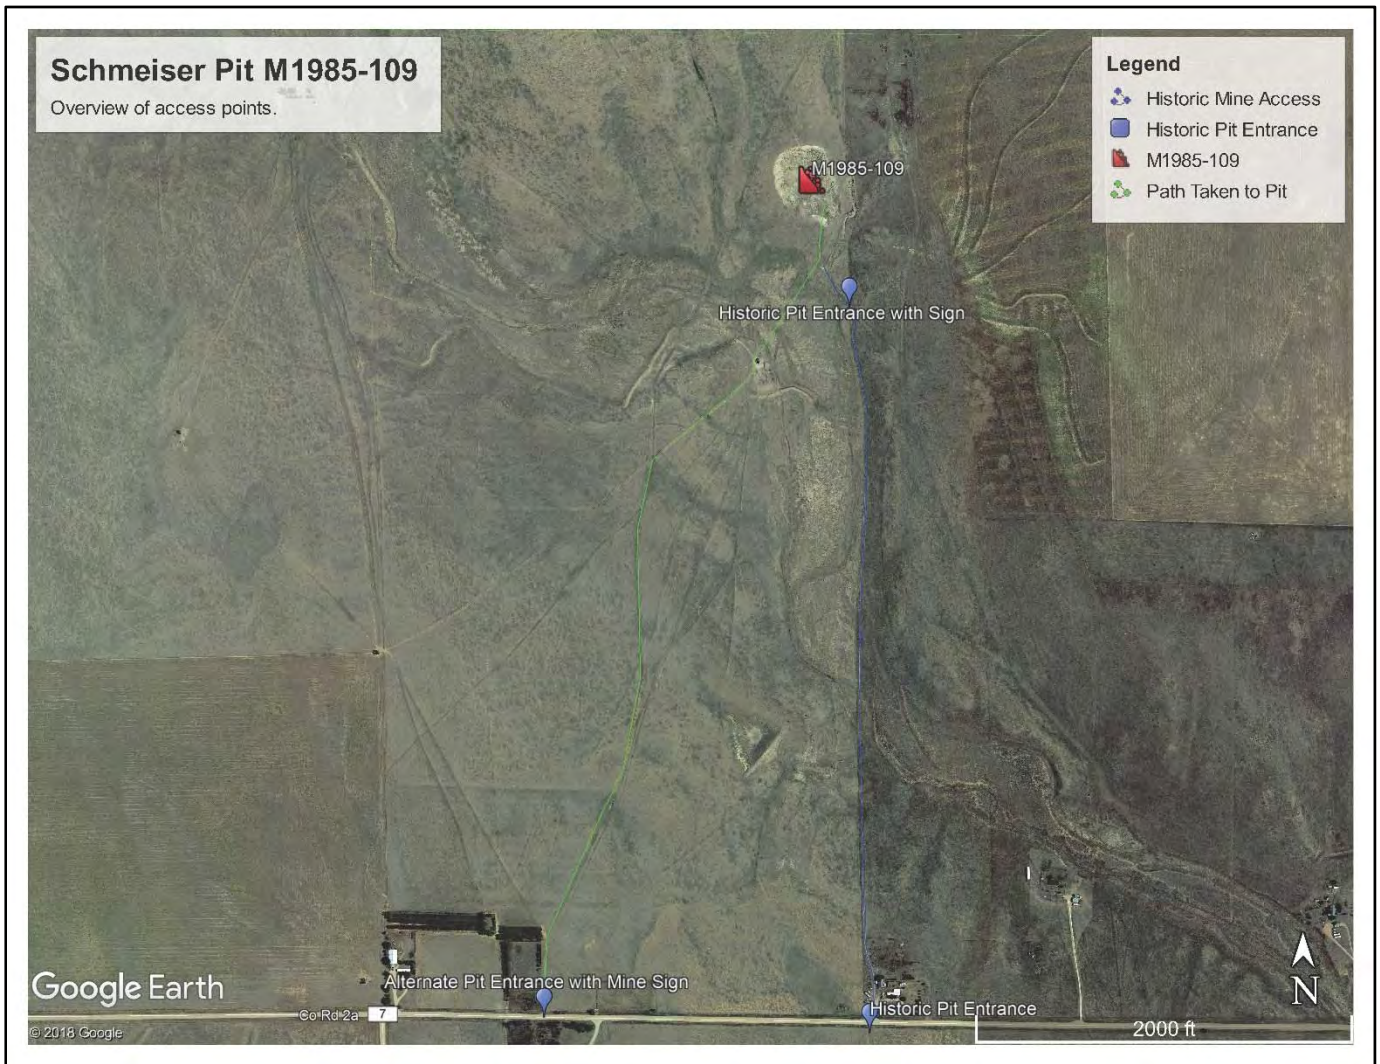 Schmeiser Pit M1985-109
Overview of access points.
Legend
Historic Mine Access
Historic Pit Entrance
M1985-109
Path Taken to Pit
M1985-109
Historic Pit Entrance with Sign
Alternate Pit Entrance with Mine Sign
Historic Pit Entrance
Co Rd 2a
7
Google Earth
© 2018 Google
N
2000 ft